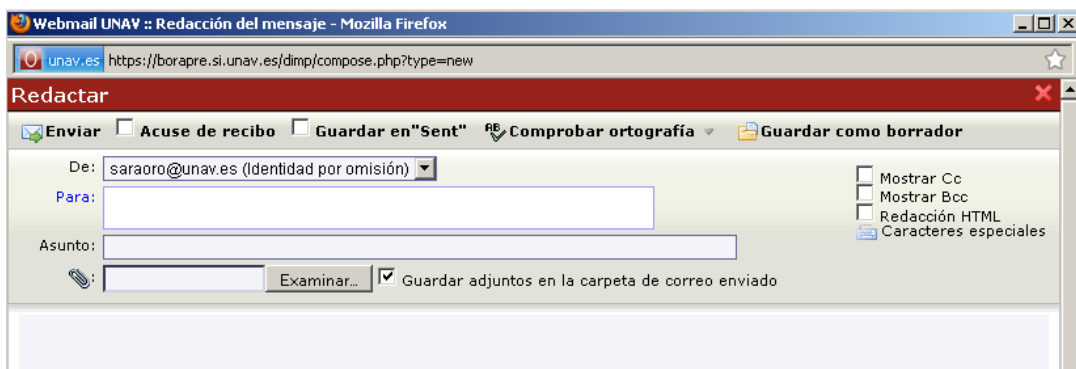 Webmail UNAV :: Redacción del mensaje - Mozilla Firefox
unav.es https://borapre.si.unav.es/dimp/compose.php?type=new
Redactar
Enviar Acuse de recibo Guardar en"Sent" Comprobar ortografía Guardar como borrador
De: saraoro@unav.es (Identidad por omisión)
Mostrar Cc
Para:
Mostrar Bcc
Redacción HTML
Caracteres especiales
Asunto:
: Examinar... Guardar adjuntos en la carpeta de correo enviado